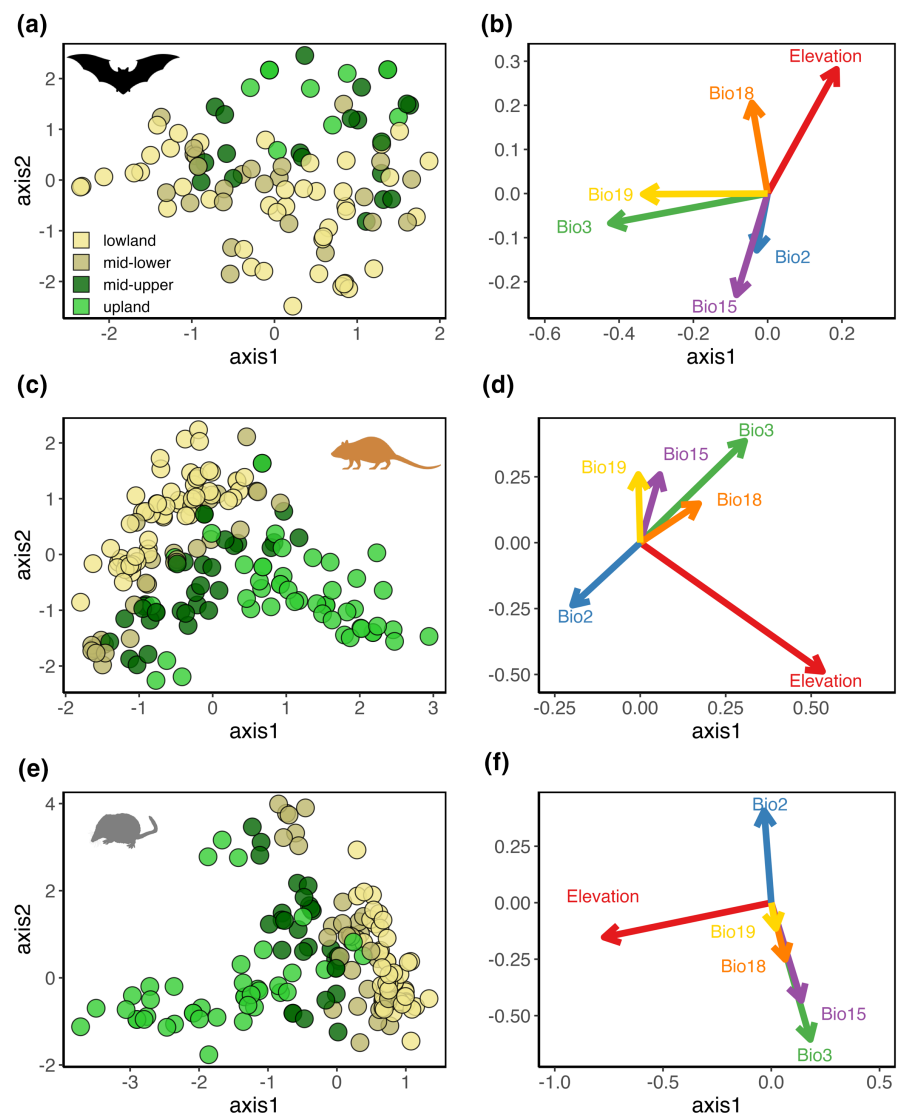 (a)
(b)
axis2
2
1
0
-1
-2
lowland
mid-lower
mid-upper
upland
-2
-1
0
1
2
axis1
0.3
0.2
0.1
0.0
-0.1
-0.2
Elevation
Bio18
Bio19
Bio3
Bio2
Bio15
-0.6
-0.4
-0.2
0.0
0.2
axis1
(c)
(d)
axis2
2
1
0
-1
-2
-2
-1
0
1
2
3
axis1
0.25
0.00
-0.25
-0.50
Bio3
Bio15
Bio19
Bio18
Bio2
Elevation
-0.25
0.00
0.25
0.50
axis1
(e)
(f)
axis2
4
2
0
-2
-3
-2
-1
0
1
axis1
0.25
0.00
-0.25
-0.50
Bio2
Elevation
Bio19
Bio18
Bio15
Bio3
-1.0
-0.5
0.0
0.5
axis1